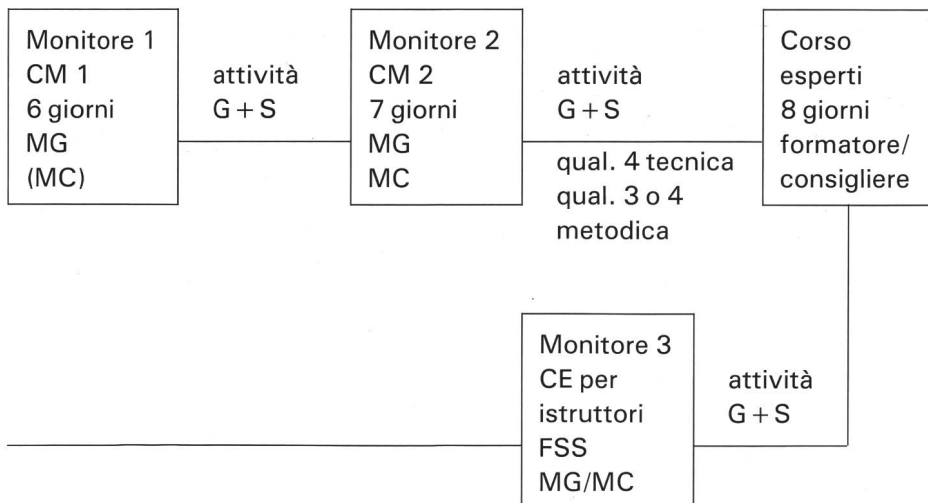 Monitore 1
CM 1
6 giorni
MG
(MC)
attività
G + S
Monitore 2
CM 2
7 giorni
MG
MC
attività
G + S
qual. 4 tecnica
qual. 3 o 4
metodica
Corso
esperti
8 giorni
formatore/
consigliere
Monitore 3
CE per
istruttori
FSS
MG/MC
attività
G + S